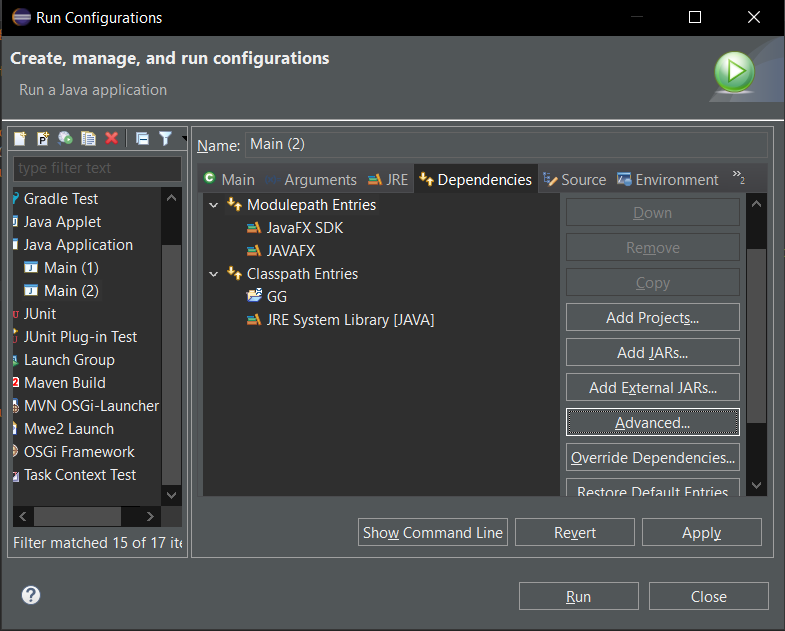 Run Configurations
Create, manage, and run configurations
Run a Java application
type filter text
Gradle Test
Java Applet
Java Application
Main (1)
Main (2)
JUnit
JUnit Plug-in Test
Launch Group
Maven Build
MVN OSGi-Launcher
Mwe2 Launch
OSGi Framework
Task Context Test
Filter matched 15 of 17 ite
Name: Main (2)
Main Arguments JRE Dependencies Source Environment »2
Modulepath Entries
JavaFX SDK
JAVAFX
Classpath Entries
GG
JRE System Library [JAVA]
Down
Remove
Copy
Add Projects...
Add JARs...
Add External JARs...
Advanced...
Override Dependencies...
Restore Default Entries
Show Command Line Revert Apply
Run Close